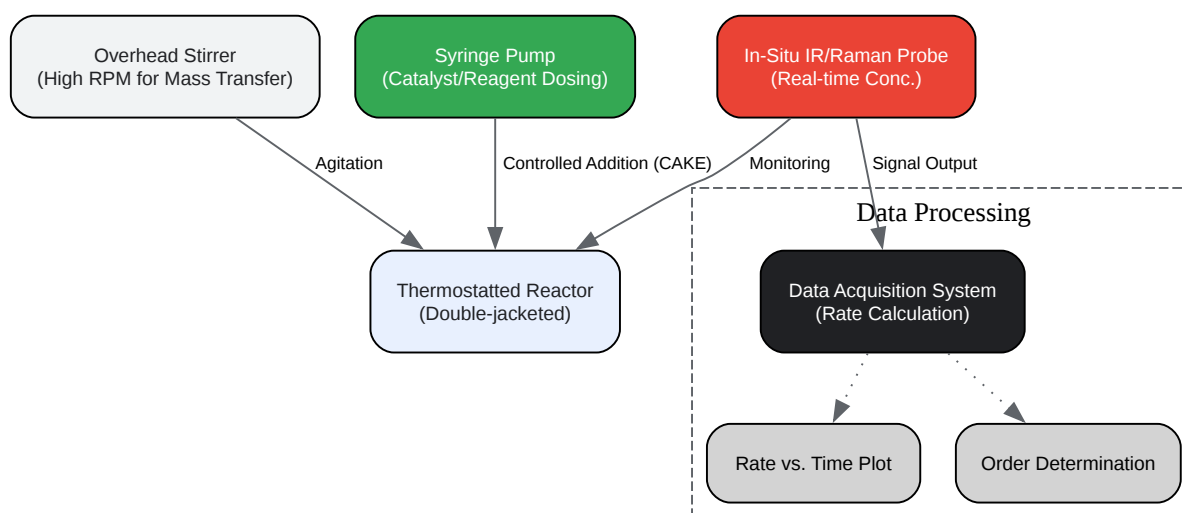 Overhead Stirrer
(High RPM for Mass Transfer)
Syringe Pump
(Catalyst/Reagent Dosing)
In-Situ IR/Raman Probe
(Real-time Conc.)
Agitation
Controlled Addition (CAKE)
Monitoring
Signal Output
Data Processing
Thermostatted Reactor
(Double-jacketed)
Data Acquisition System
(Rate Calculation)
Rate vs. Time Plot
Order Determination